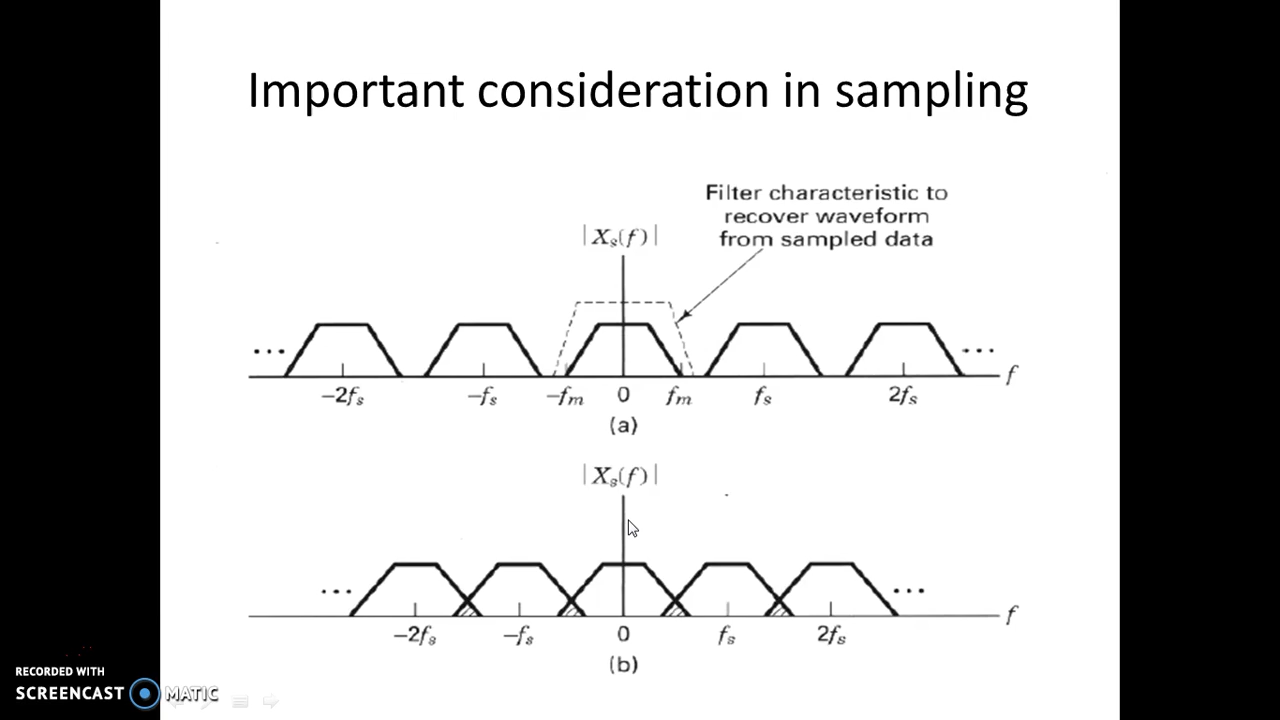 Important consideration in sampling
Filter characteristic to
recover waveform
from sampled data
|Xₛ(f)|
... ...
−2fₛ −fₛ −fₘ 0 fₘ fₛ 2fₛ f
(a)
|Xₛ(f)|
... ...
−2fₛ −fₛ 0 fₛ 2fₛ f
(b)
RECORDED WITH
SCREENCAST MATIC